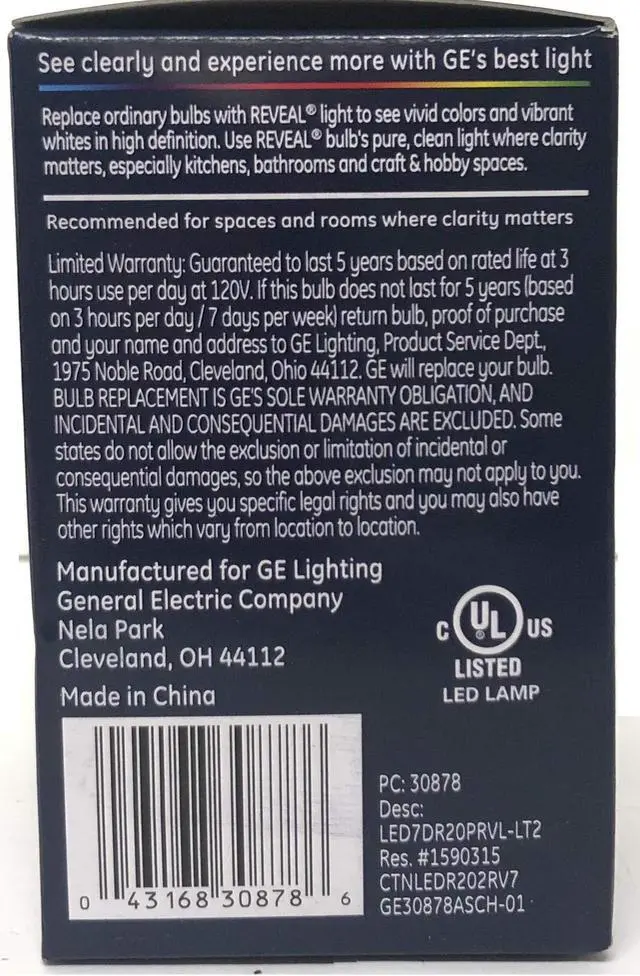 See clearly and experience more with GE's best light
Replace ordinary bulbs with REVEAL® light to see vivid colors and vibrant
whites in high definition. Use REVEAL® bulb's pure, clean light where clarity
matters, especially kitchens, bathrooms and craft & hobby spaces.
Recommended for spaces and rooms where clarity matters
Limited Warranty: Guaranteed to last 5 years based on rated life at 3
hours use per day at 120V. If this bulb does not last for 5 years (based
on 3 hours per day / 7 days per week) return bulb, proof of purchase
and your name and address to GE Lighting, Product Service Dept.,
1975 Noble Road, Cleveland, Ohio 44112. GE will replace your bulb.
BULB REPLACEMENT IS GE'S SOLE WARRANTY OBLIGATION, AND
INCIDENTAL AND CONSEQUENTIAL DAMAGES ARE EXCLUDED. Some
states do not allow the exclusion or limitation of incidental or
consequential damages, so the above exclusion may not apply to you.
This warranty gives you specific legal rights and you may also have
other rights which vary from location to location.
Manufactured for GE Lighting
General Electric Company
Nela Park
Cleveland, OH 44112
Made in China
C UL® US
LISTED
LED LAMP
0 43168 30878 6
PC: 30878
Desc:
LED7DR20PRVL-LT2
Res. #1590315
CTNLEDR202RV7
GE30878ASCH-01